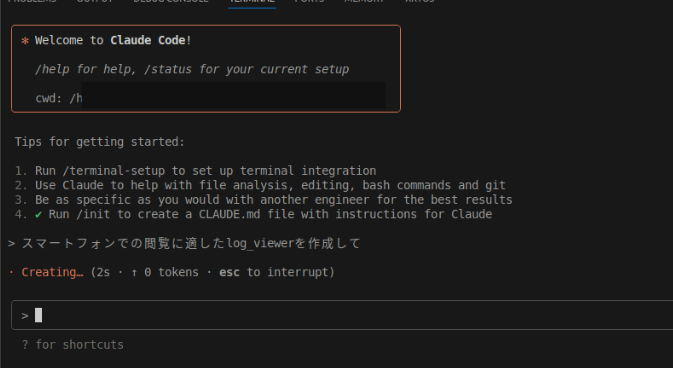 PROBLEMS OUTPUT DEBUG CONSOLE TERMINAL PORTS MEMORY
✻ Welcome to Claude Code!
/help for help, /status for your current setup
cwd: /h
Tips for getting started:
1. Run /terminal-setup to set up terminal integration
2. Use Claude to help with file analysis, editing, bash commands and git
3. Be as specific as you would with another engineer for the best results
4. ✔ Run /init to create a CLAUDE.md file with instructions for Claude
> スマートフォンでの閲覧に適したlog_viewerを作成して
· Creating… (2s · ↑ 0 tokens · esc to interrupt)
>
? for shortcuts